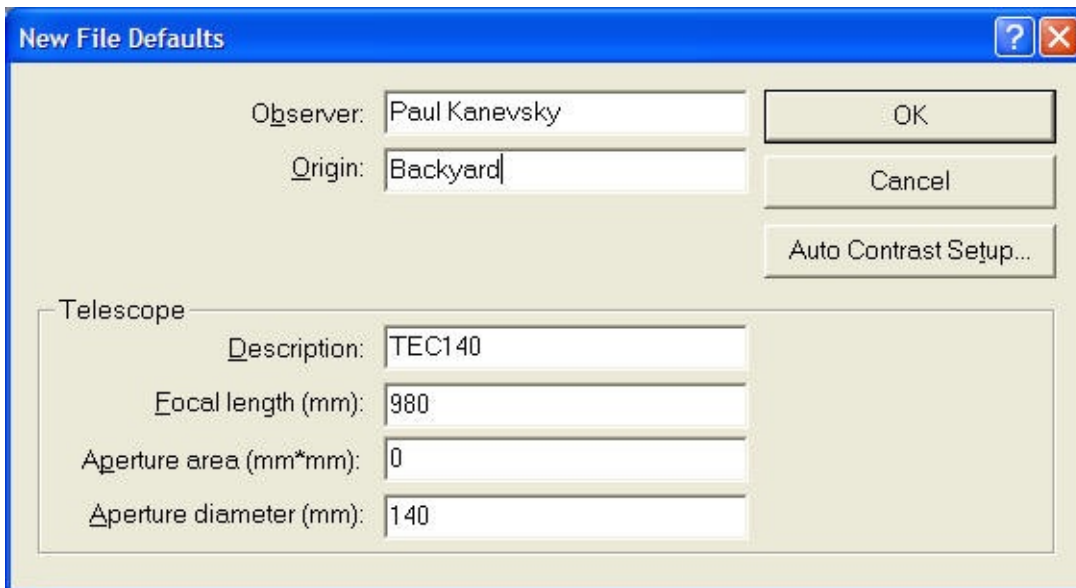 New File Defaults
Observer: Paul Kanevsky
OK
Origin: Backyard
Cancel
Auto Contrast Setup...
Telescope
Description: TEC140
Focal length (mm): 980
Aperture area (mm*mm): 0
Aperture diameter (mm): 140